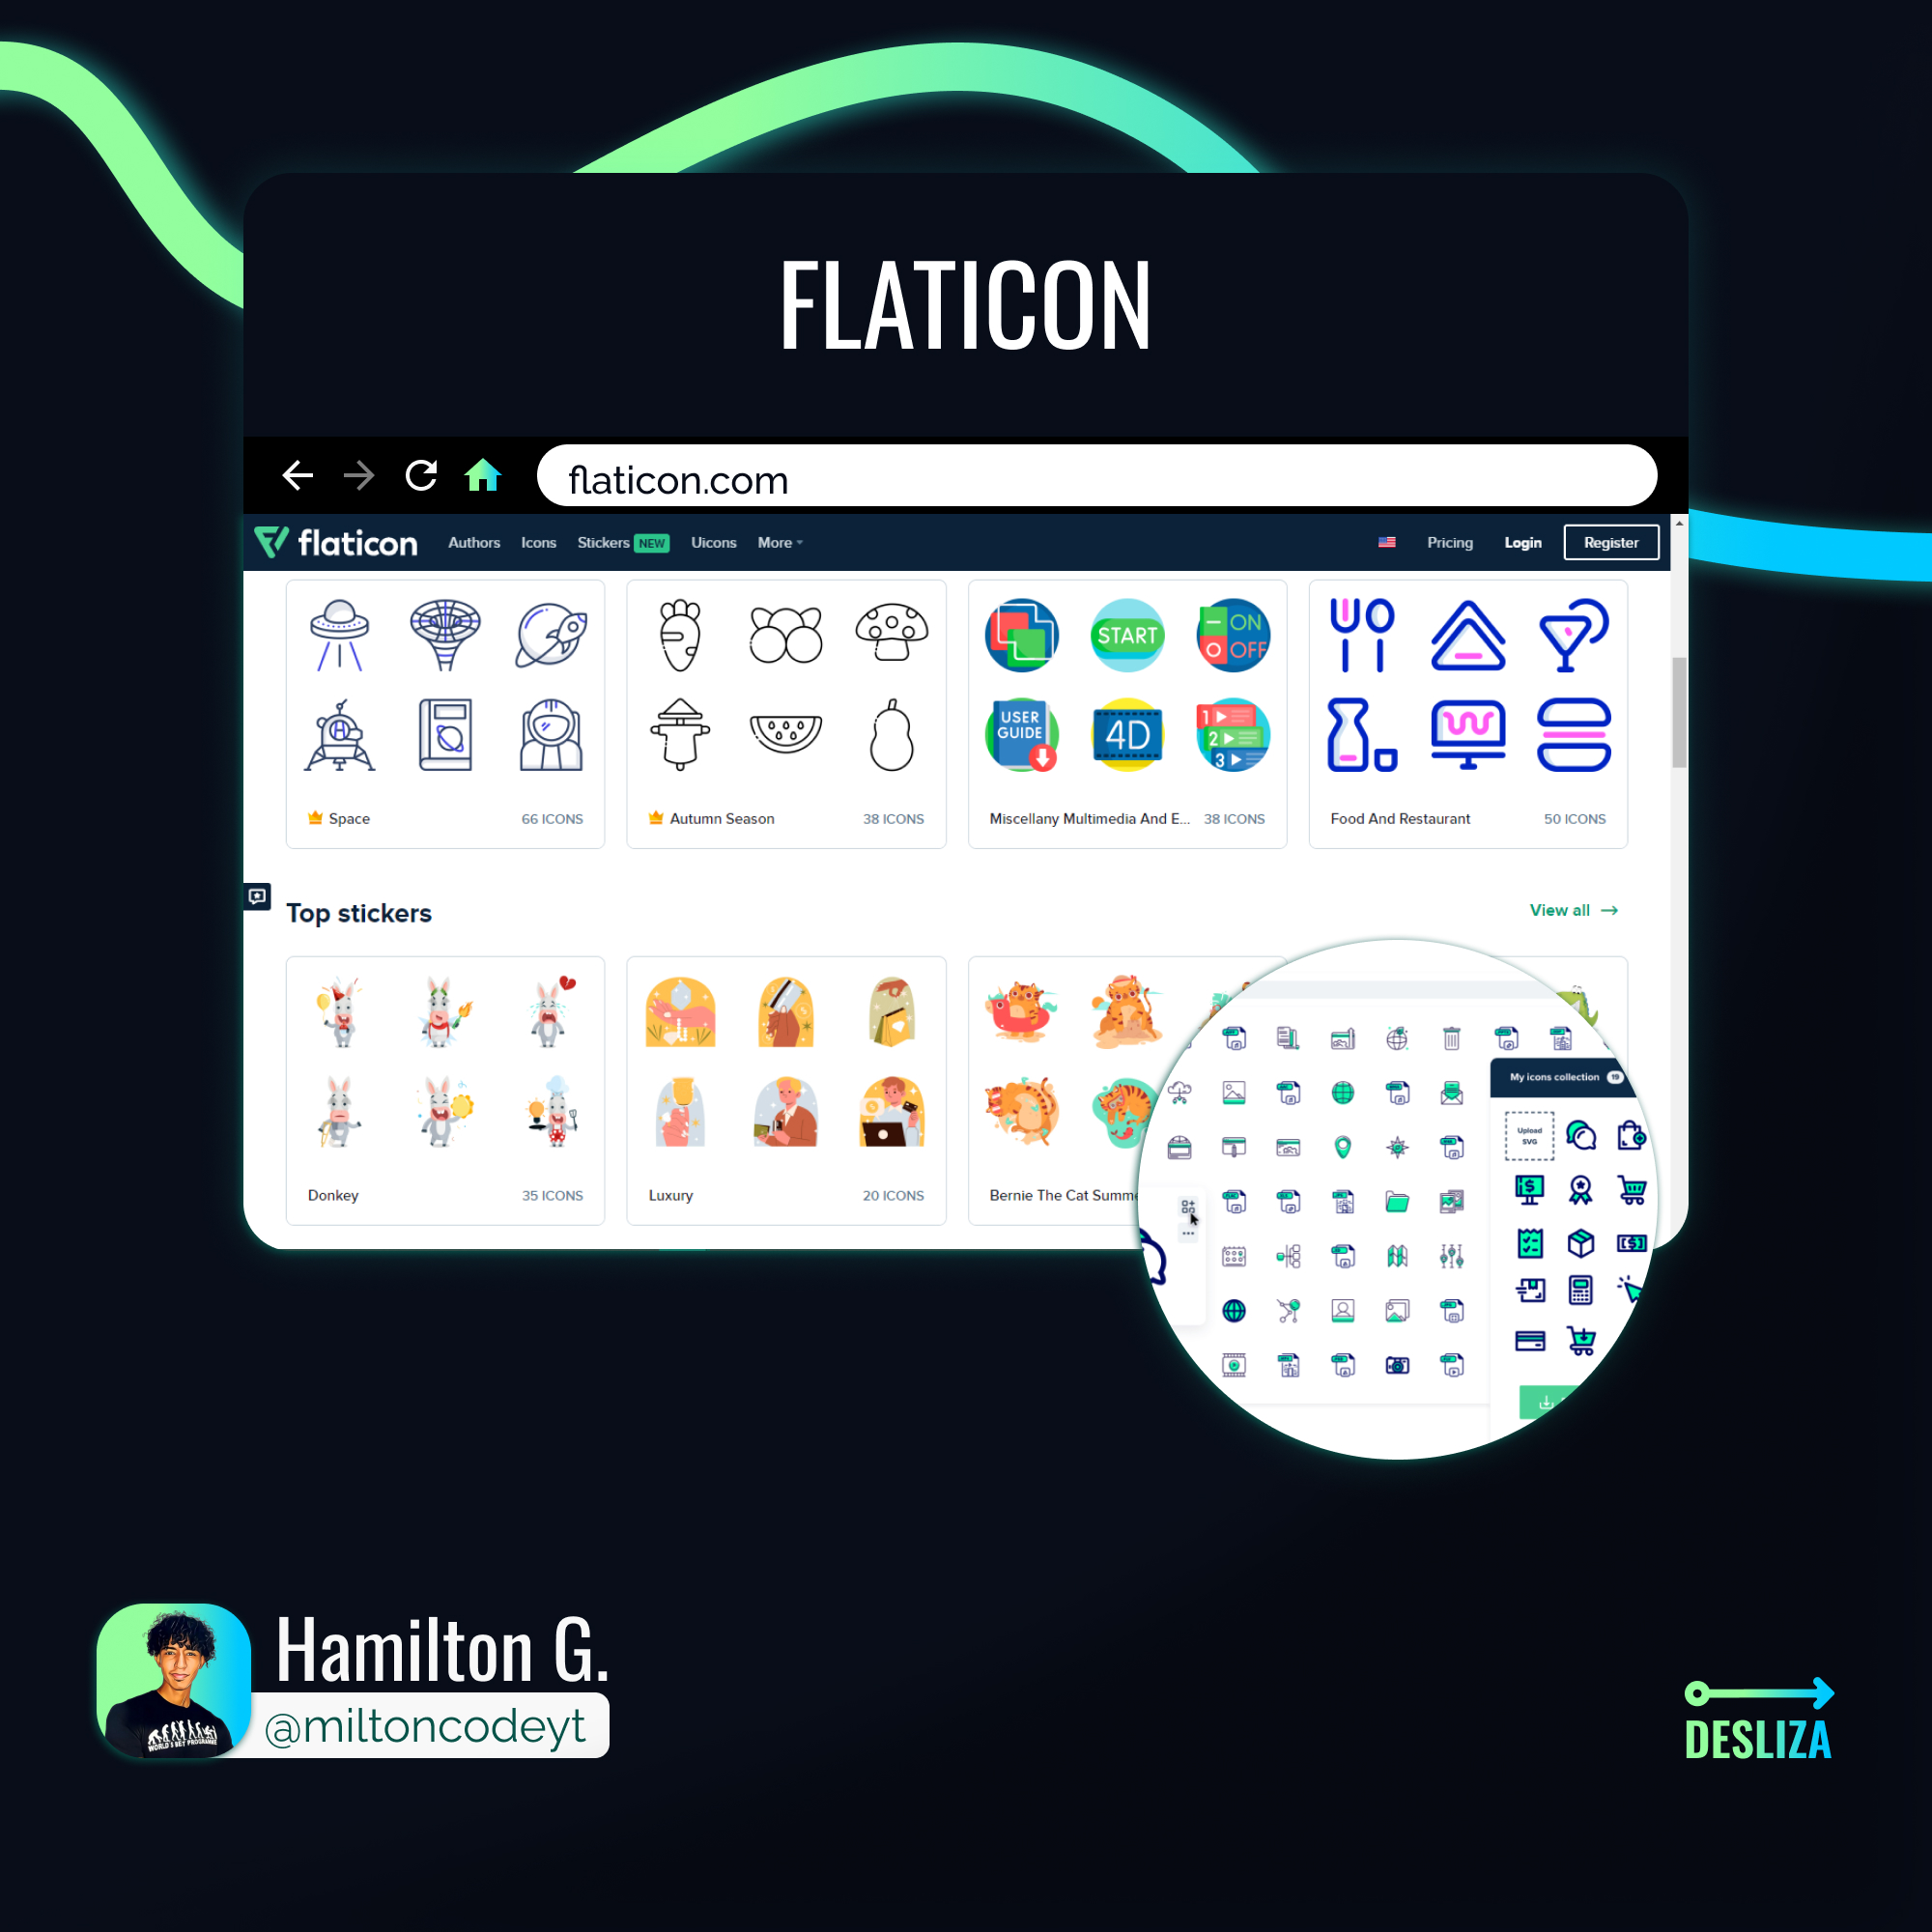 FLATICON
flaticon.com
flaticon Authors Icons Stickers NEW Uicons More Pricing Login Register
START
ON
OFF
USER
GUIDE
4D
1
2
3
Space 66 ICONS Autumn Season 38 ICONS Miscellany Multimedia And E... 38 ICONS Food And Restaurant 50 ICONS
Top stickers View all
My icons collection 19
Upload
SVG
Donkey 35 ICONS Luxury 20 ICONS Bernie The Cat Summe
Hamilton G.
@miltoncodeyt
DESLIZA